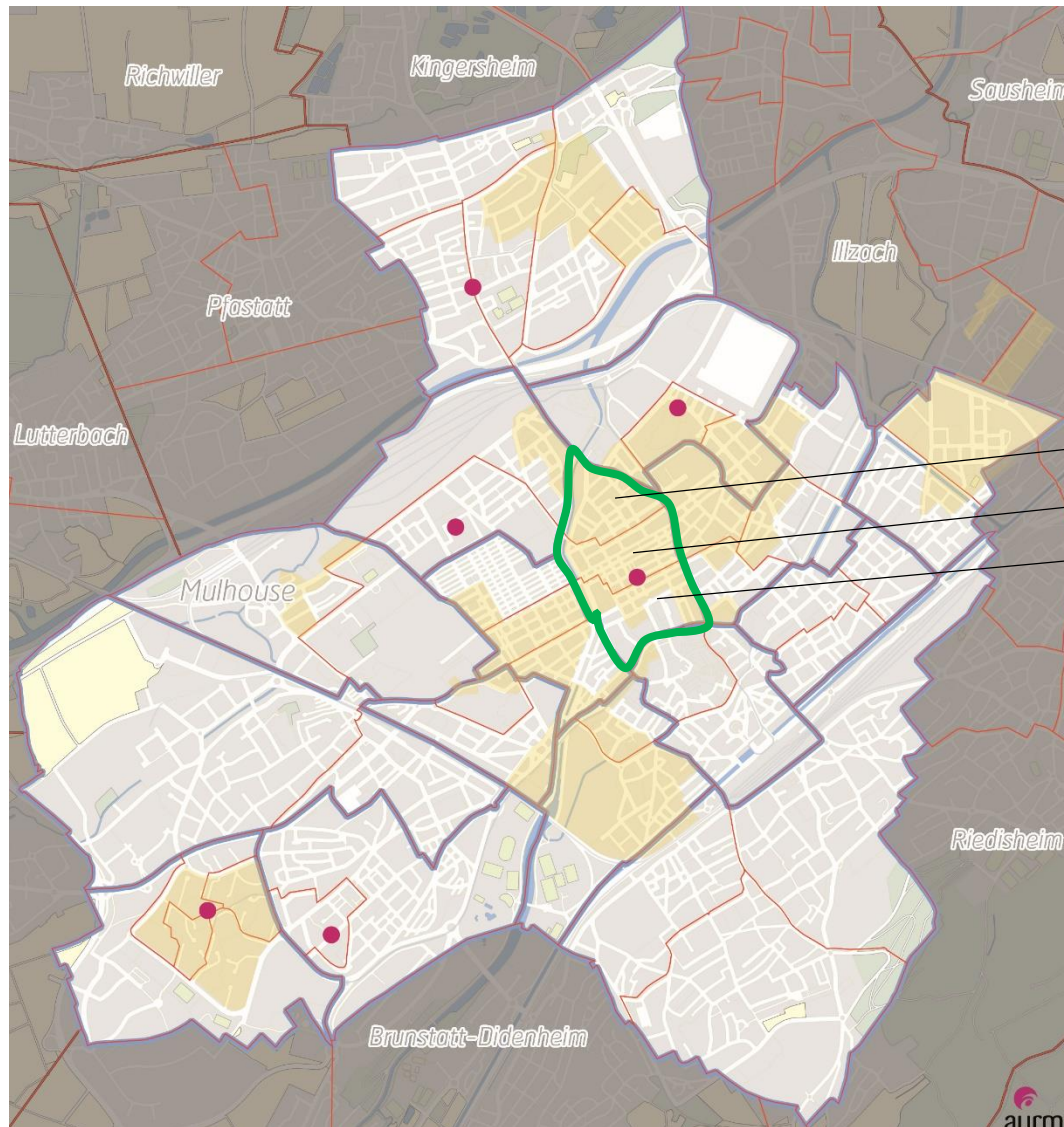 Richwiller
Kingersheim
Sausheim
Illzach
Pfastatt
Lutterbach
Mulhouse
Riedisheim
Brunstatt-Didenheim
aurm